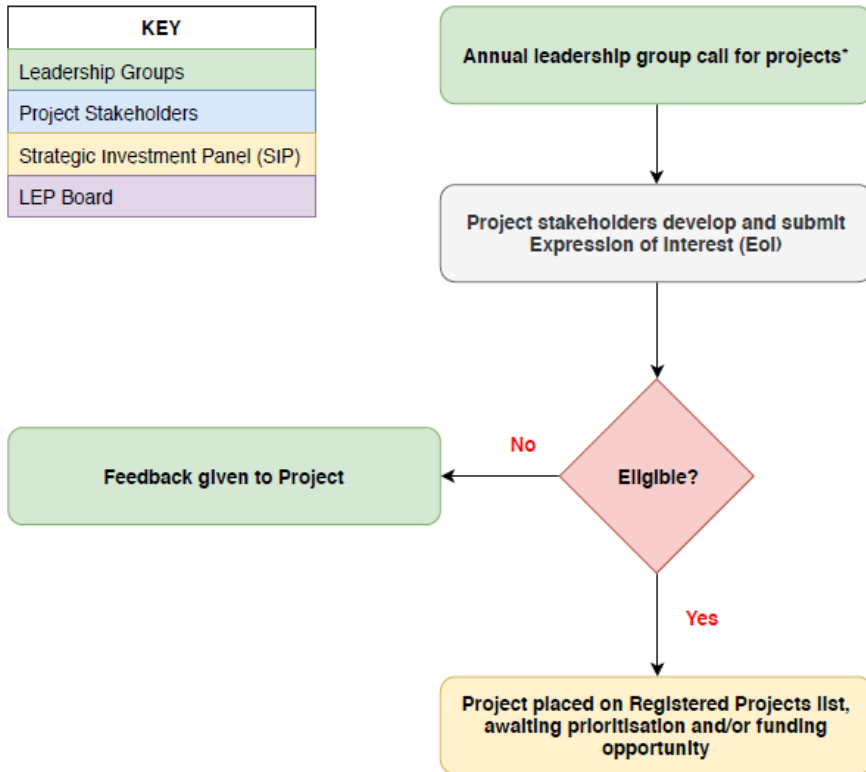 KEY
Leadership Groups
Project Stakeholders
Strategic Investment Panel (SIP)
LEP Board
Annual leadership group call for projects*
Project stakeholders develop and submit
Expression of Interest (EoI)
Eligible?
No
Feedback given to Project
Yes
Project placed on Registered Projects list,
awaiting prioritisation and/or funding
opportunity